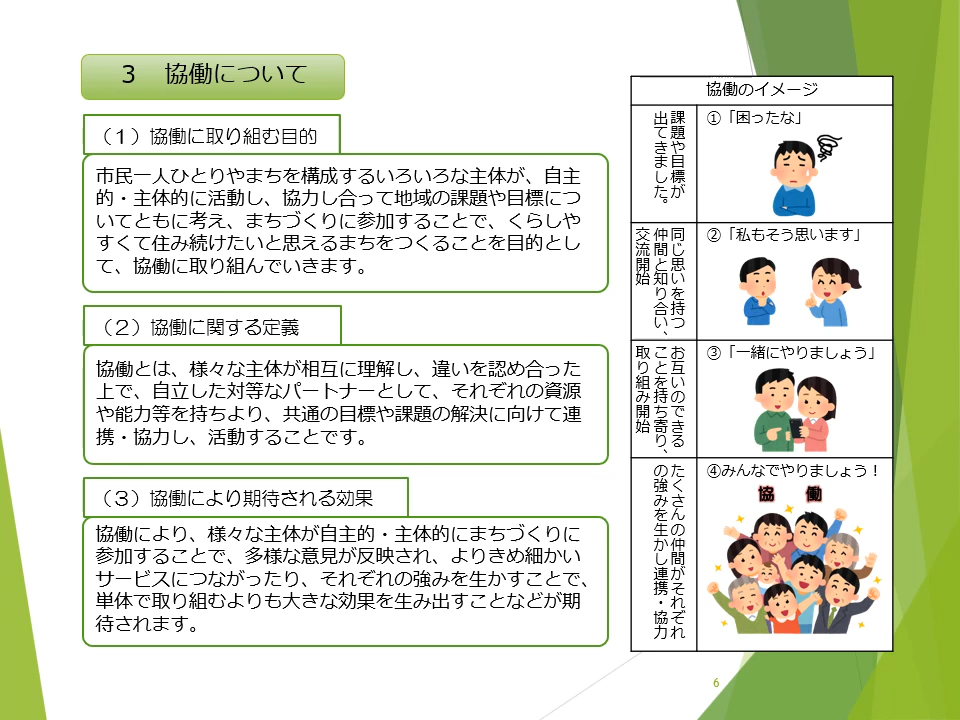 3　協働について
（１）協働に取り組む目的
市民一人ひとりやまちを構成するいろいろな主体が、自主
的・主体的に活動し、協力し合って地域の課題や目標につ
いてともに考え、まちづくりに参加することで、くらしや
すくて住み続けたいと思えるまちをつくることを目的とし
て、協働に取り組んでいきます。
（２）協働に関する定義
協働とは、様々な主体が相互に理解し、違いを認め合った
上で、自立した対等なパートナーとして、それぞれの資源
や能力等を持ちより、共通の目標や課題の解決に向けて連
携・協力し、活動することです。
（３）協働により期待される効果
協働により、様々な主体が自主的・主体的にまちづくりに
参加することで、多様な意見が反映され、よりきめ細かい
サービスにつながったり、それぞれの強みを生かすことで、
単体で取り組むよりも大きな効果を生み出すことなどが期
待されます。
協働のイメージ
課題や目標が
出てきました。
①「困ったな」
同じ思いを持つ
仲間と知り合い、
交流開始
②「私もそう思います」
お互いのできる
ことを持ち寄り、
取り組み開始
③「一緒にやりましょう」
たくさんの仲間がそれぞれ
の強みを生かし連携・協力
④みんなでやりましょう！
協　働
6